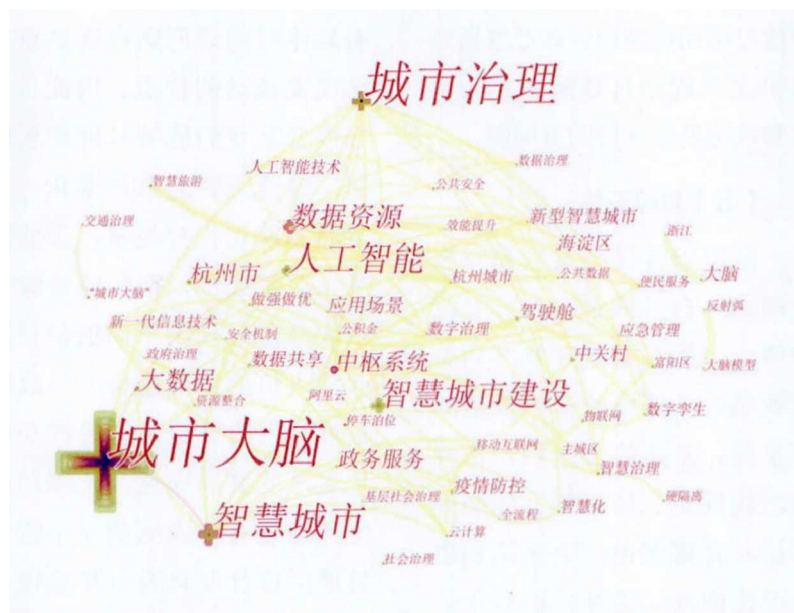 城市治理
数据治理
人工智能技术
公共安全
智慧旅游
交通治理
数据资源
效能提升
新型智慧城市
浙江
海淀区
人工智能
杭州市
杭州城市
公共数据
便民服务
大脑
"城市大脑"
做强做优
应用场景
驾驶舱
反射弧
新一代信息技术
安全机制
公积金
数字治理
应急管理
政府治理
数据共享
中枢系统
中关村
富阳区
大脑模型
大数据
资源整合
阿里云
智慧城市建设
停车泊位
物联网
数字孪生
城市大脑
政务服务
移动互联网
主城区
智慧治理
疫情防控
基层社会治理
全流程
智慧化
硬隔离
智慧城市
云计算
社会治理